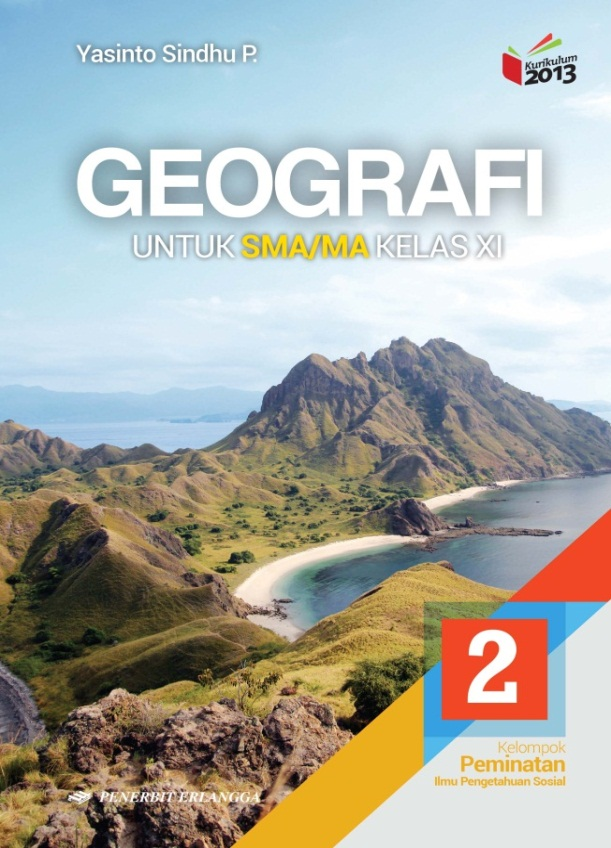 Yasinto Sindhu P.
Kurikulum
2013
GEOGRAFI
UNTUK SMA/MA KELAS XI
2
Kelompok
Peminatan
Ilmu Pengetahuan Sosial
PENERBIT ERLANGGA